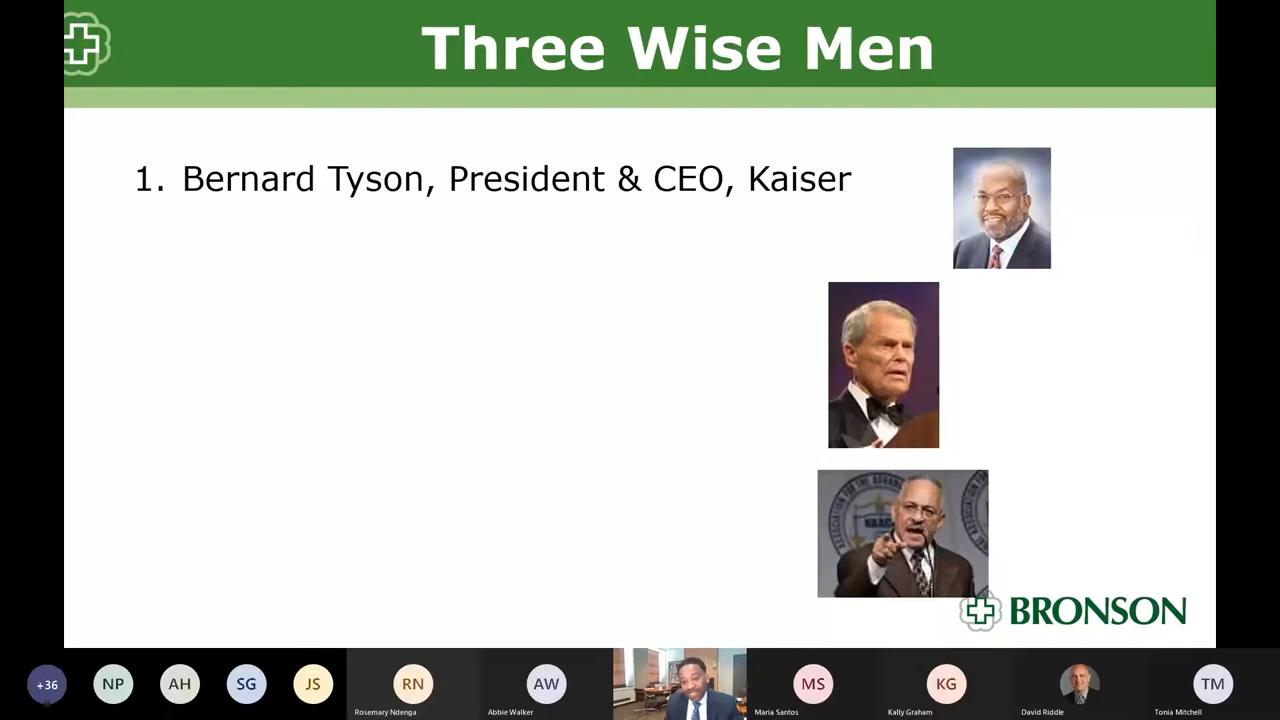 Three Wise Men
1. Bernard Tyson, President & CEO, Kaiser
NAACP
BRONSON
+36
NP
AH
SG
JS
RN
AW
MS
KG
TM
Rosemary Ndenga
Abbie Walker
Maria Santos
Kally Graham
David Riddle
Tonia Mitchell